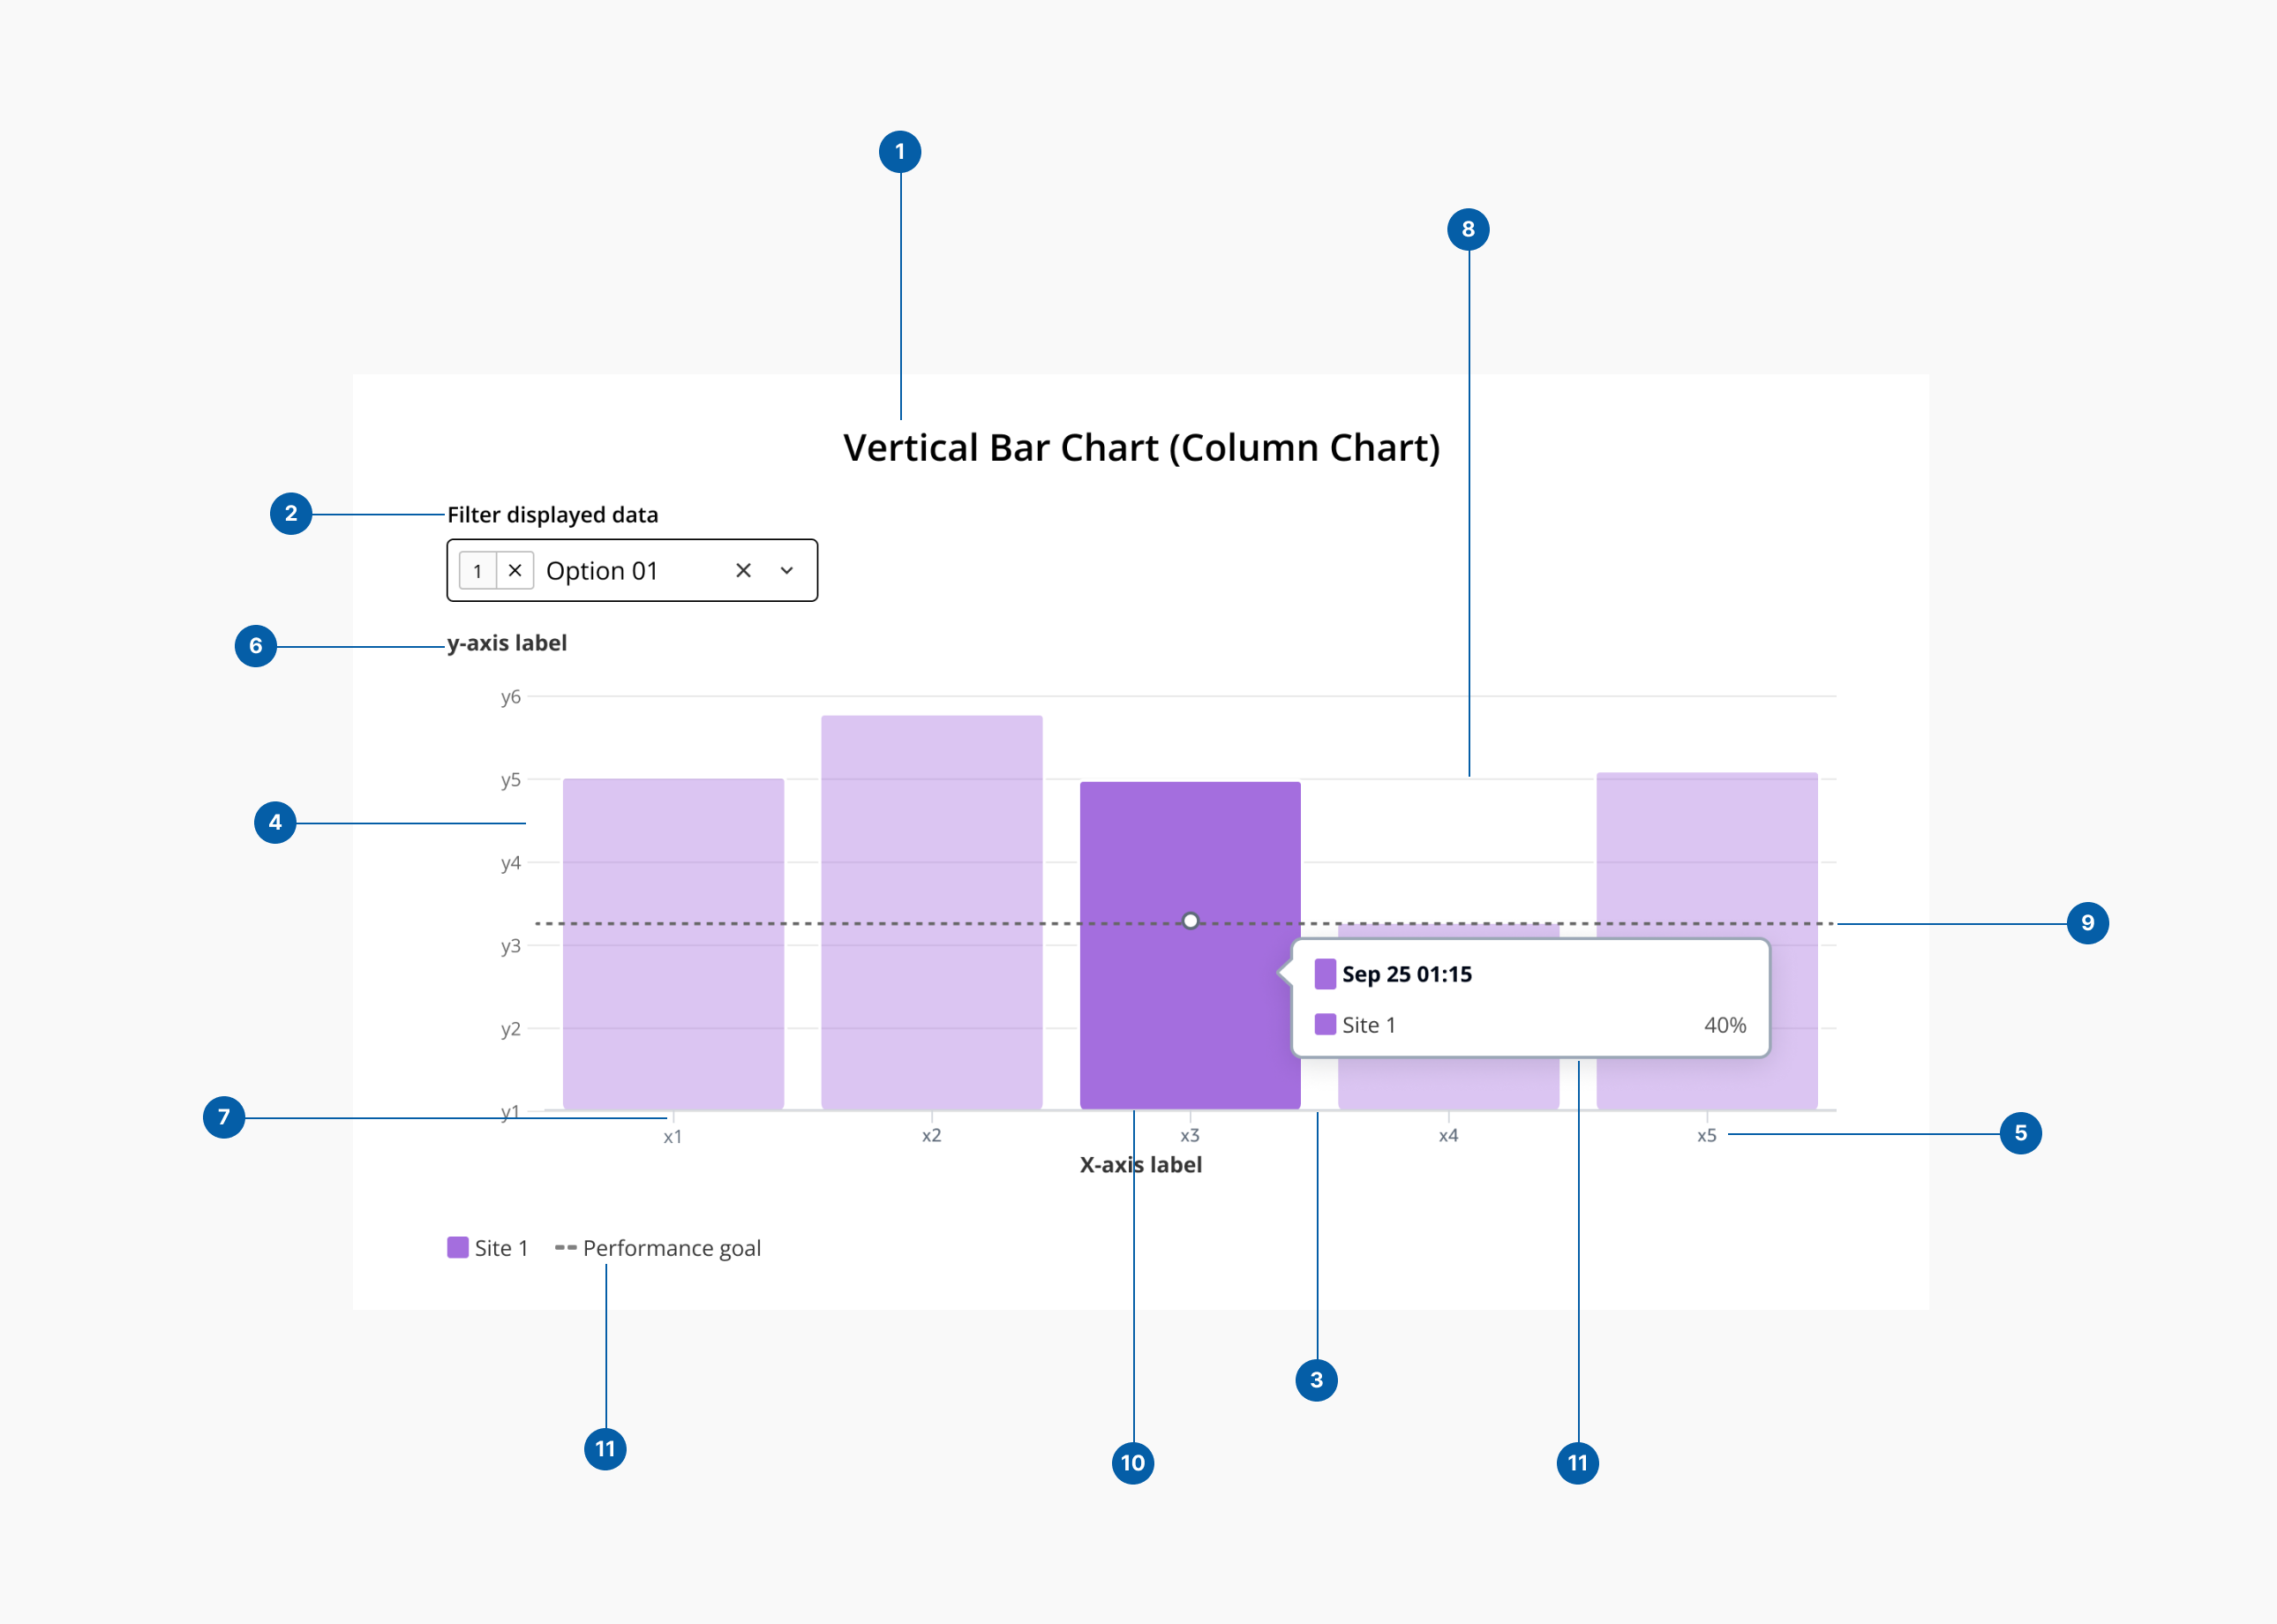 1
8
Vertical Bar Chart (Column Chart)
2
Filter displayed data
1 Option 01
6
y-axis label
y6
y5
4
y4
9
y3
Sep 25 01:15
Site 1 40%
y2
y1
7
x1 x2 x3 x4 x5
5
X-axis label
Site 1 Performance goal
3
11
10
11